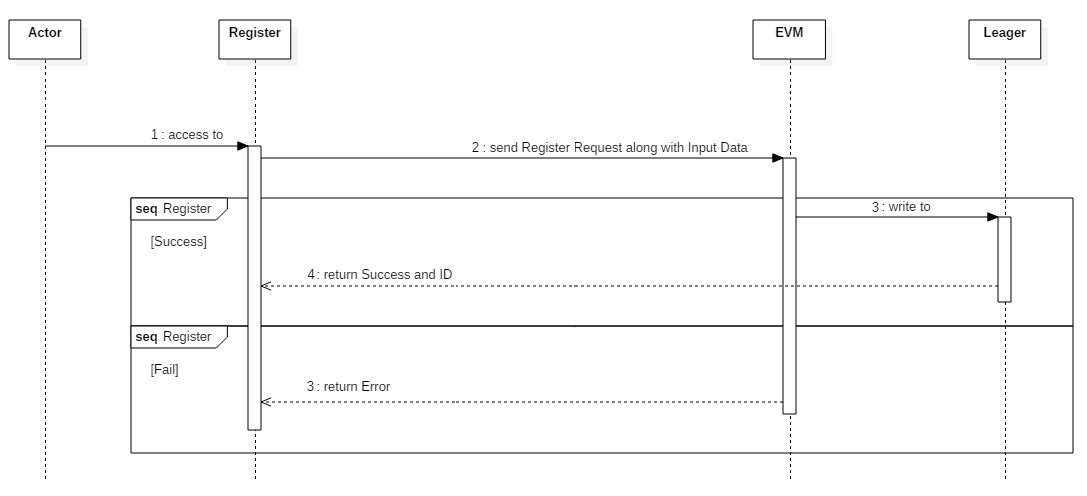 Actor
Register
EVM
Leager
1 : access to
2 : send Register Request along with Input Data
seq Register
3 : write to
[Success]
4 : return Success and ID
seq Register
[Fail]
3 : return Error